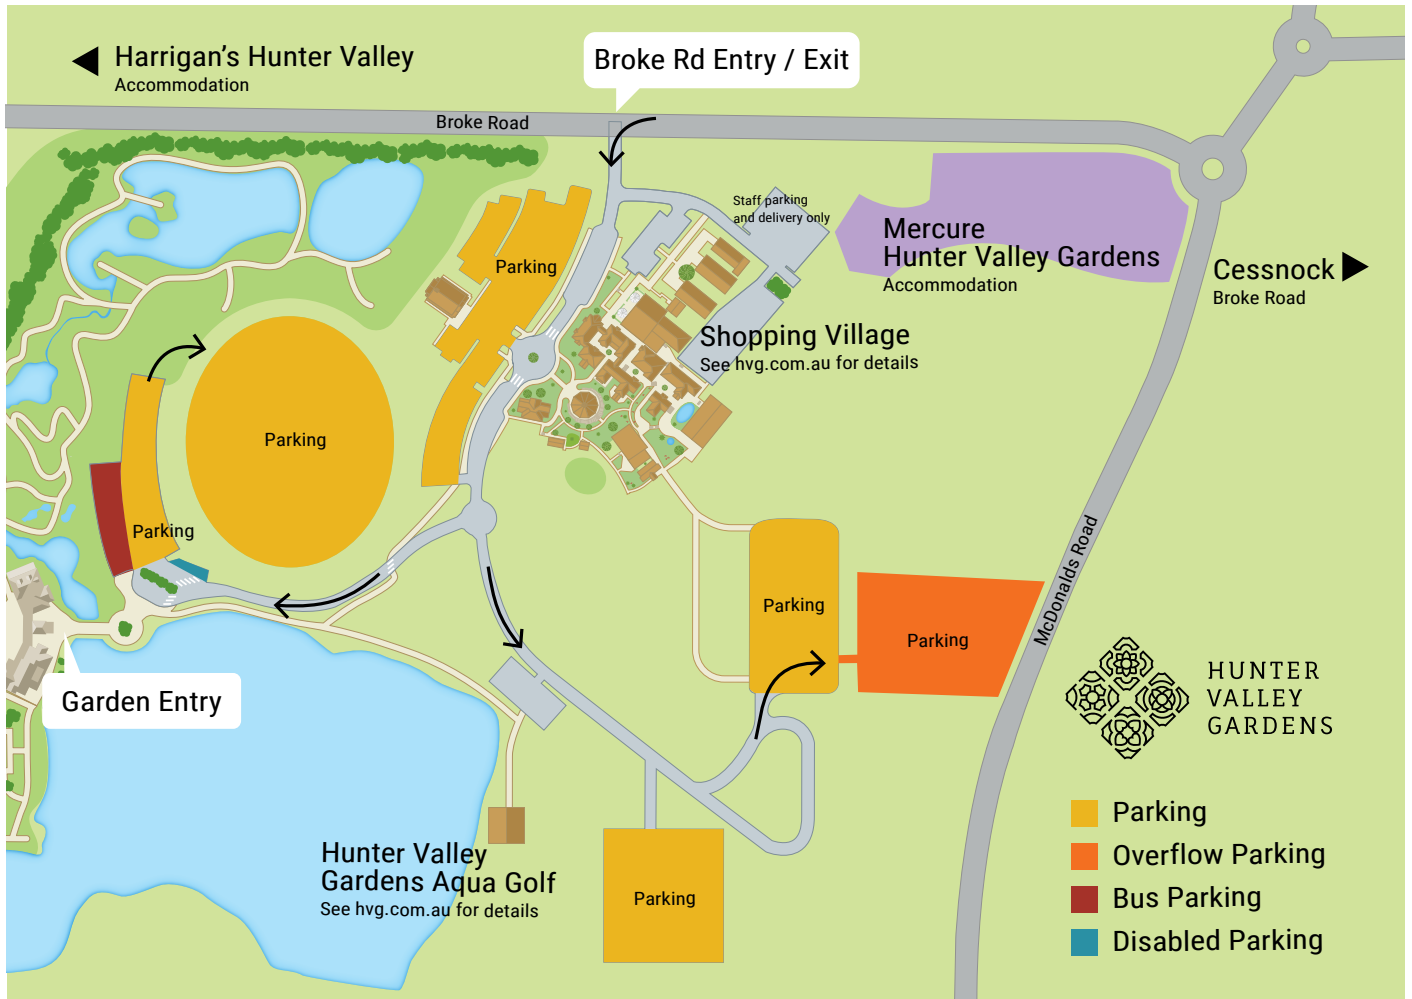 Harrigan's Hunter Valley
Accommodation
Broke Rd Entry / Exit
Broke Road
Staff parking
and delivery only
Mercure
Hunter Valley Gardens
Accommodation
Cessnock
Broke Road
Parking
Shopping Village
See hvg.com.au for details
Parking
Parking
McDonalds Road
Parking
Parking
Garden Entry
HUNTER
VALLEY
GARDENS
Hunter Valley
Gardens Aqua Golf
See hvg.com.au for details
Parking
Parking
Overflow Parking
Bus Parking
Disabled Parking